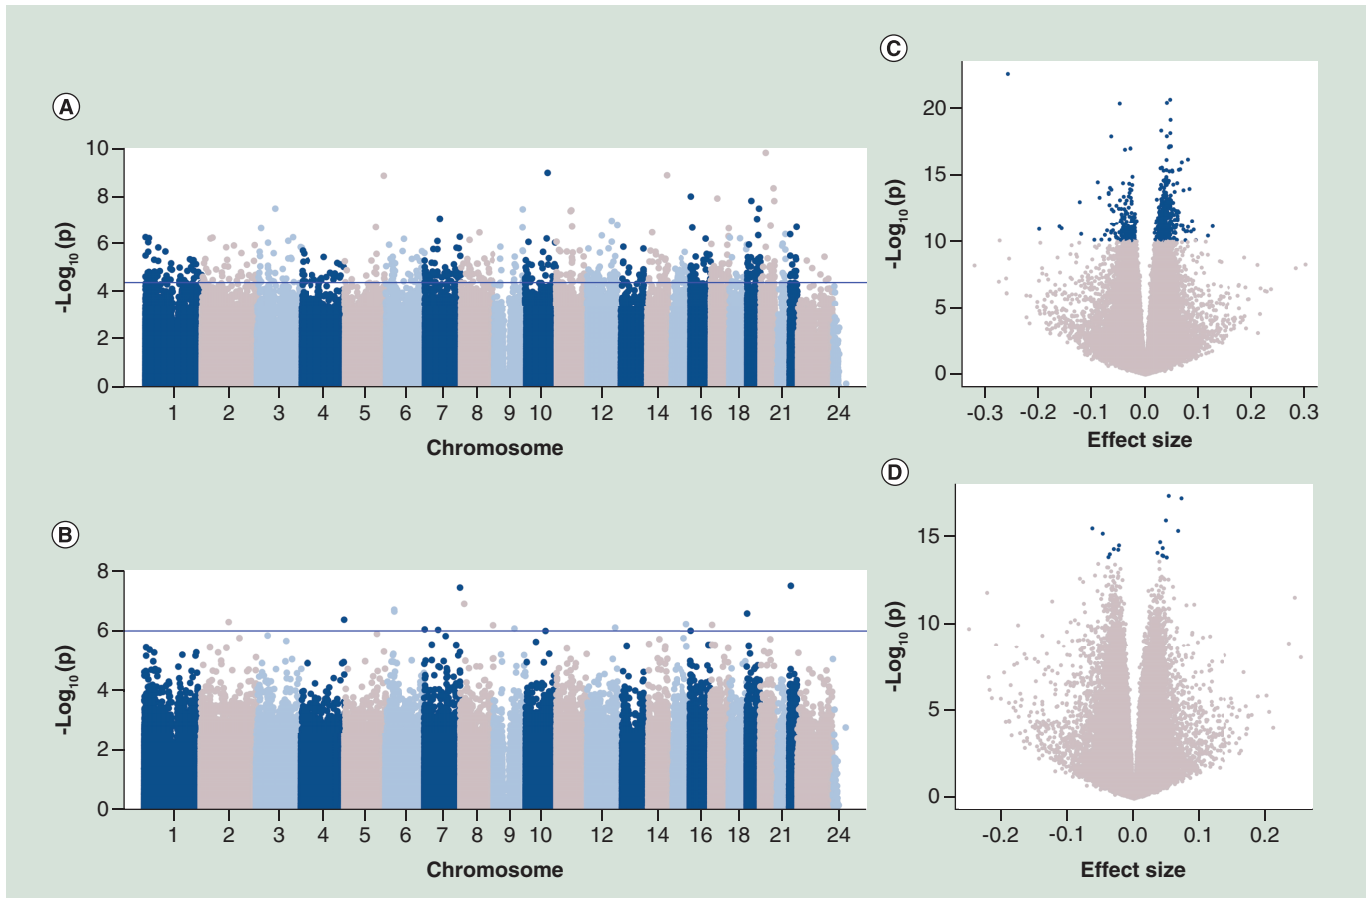 A
10
8
6
4
2
0
-Log10 (p)
1 2 3 4 5 6 7 8 9 10 12 14 16 18 21 24
Chromosome
B
8
6
4
2
0
-Log10 (p)
1 2 3 4 5 6 7 8 9 10 12 14 16 18 21 24
Chromosome
C
20
15
10
5
0
-Log10 (p)
-0.3 -0.2 -0.1 0.0 0.1 0.2 0.3
Effect size
D
15
10
5
0
-Log10 (p)
-0.2 -0.1 0.0 0.1 0.2
Effect size